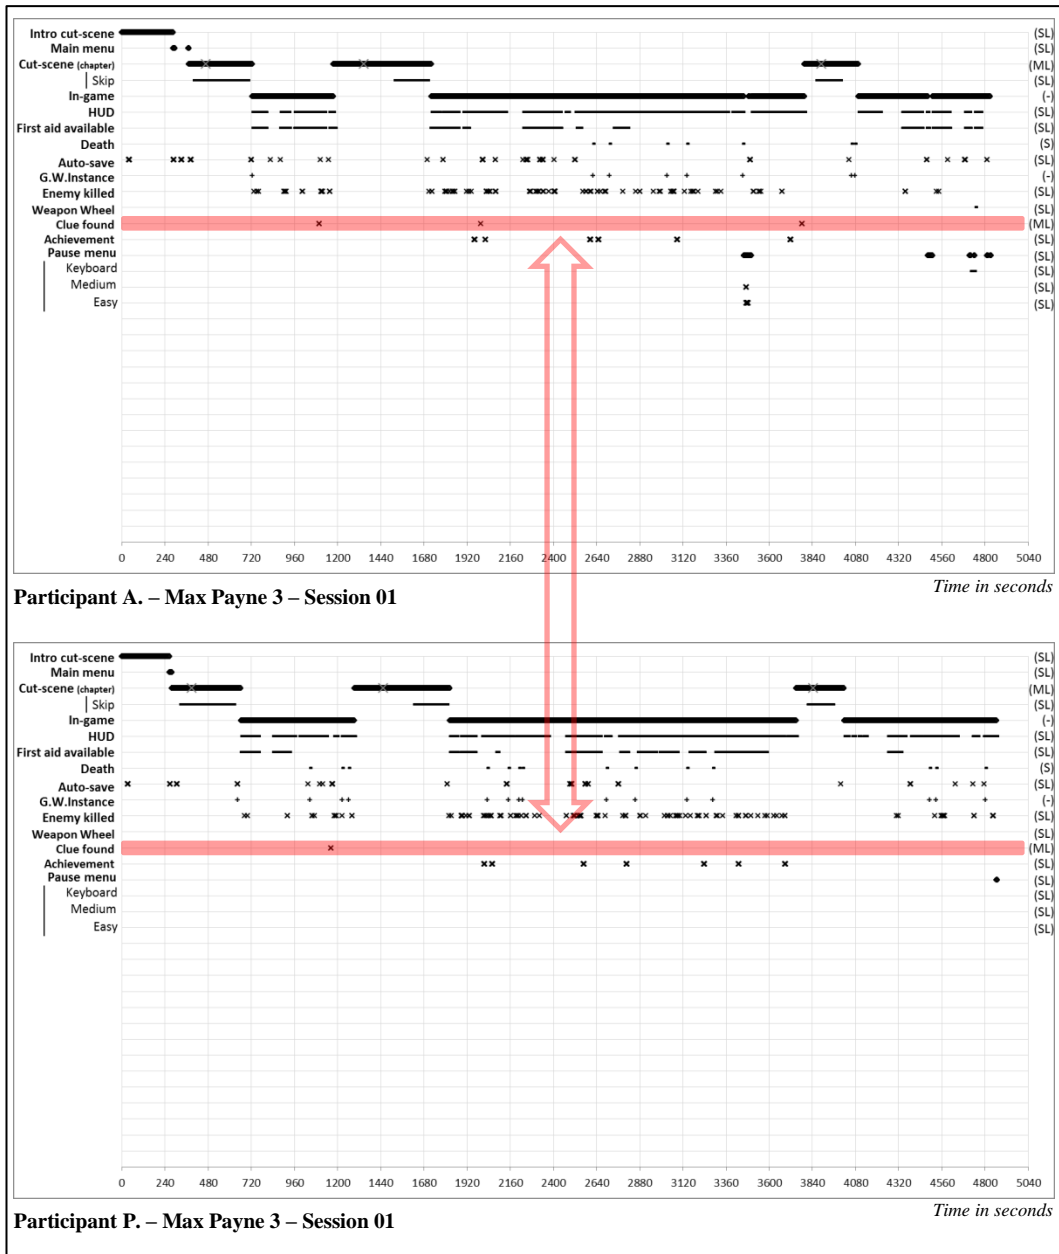 Intro cut-scene (SL)
Main menu (SL)
Cut-scene (chapter) (ML)
Skip (SL)
In-game (-)
HUD (SL)
First aid available (SL)
Death (S)
Auto-save (SL)
G.W.Instance (-)
Enemy killed (SL)
Weapon Wheel (SL)
Clue found (ML)
Achievement (SL)
Pause menu (SL)
Keyboard (SL)
Medium (SL)
Easy (SL)
0 240 480 720 960 1200 1440 1680 1920 2160 2400 2640 2880 3120 3360 3600 3840 4080 4320 4560 4800 5040
Time in seconds
Participant A. – Max Payne 3 – Session 01
Intro cut-scene (SL)
Main menu (SL)
Cut-scene (chapter) (ML)
Skip (SL)
In-game (-)
HUD (SL)
First aid available (SL)
Death (S)
Auto-save (SL)
G.W.Instance (-)
Enemy killed (SL)
Weapon Wheel (SL)
Clue found (ML)
Achievement (SL)
Pause menu (SL)
Keyboard (SL)
Medium (SL)
Easy (SL)
0 240 480 720 960 1200 1440 1680 1920 2160 2400 2640 2880 3120 3360 3600 3840 4080 4320 4560 4800 5040
Time in seconds
Participant P. – Max Payne 3 – Session 01